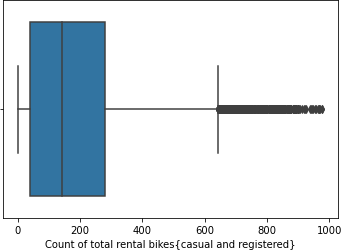 0 200 400 600 800 1000
Count of total rental bikes{casual and registered}